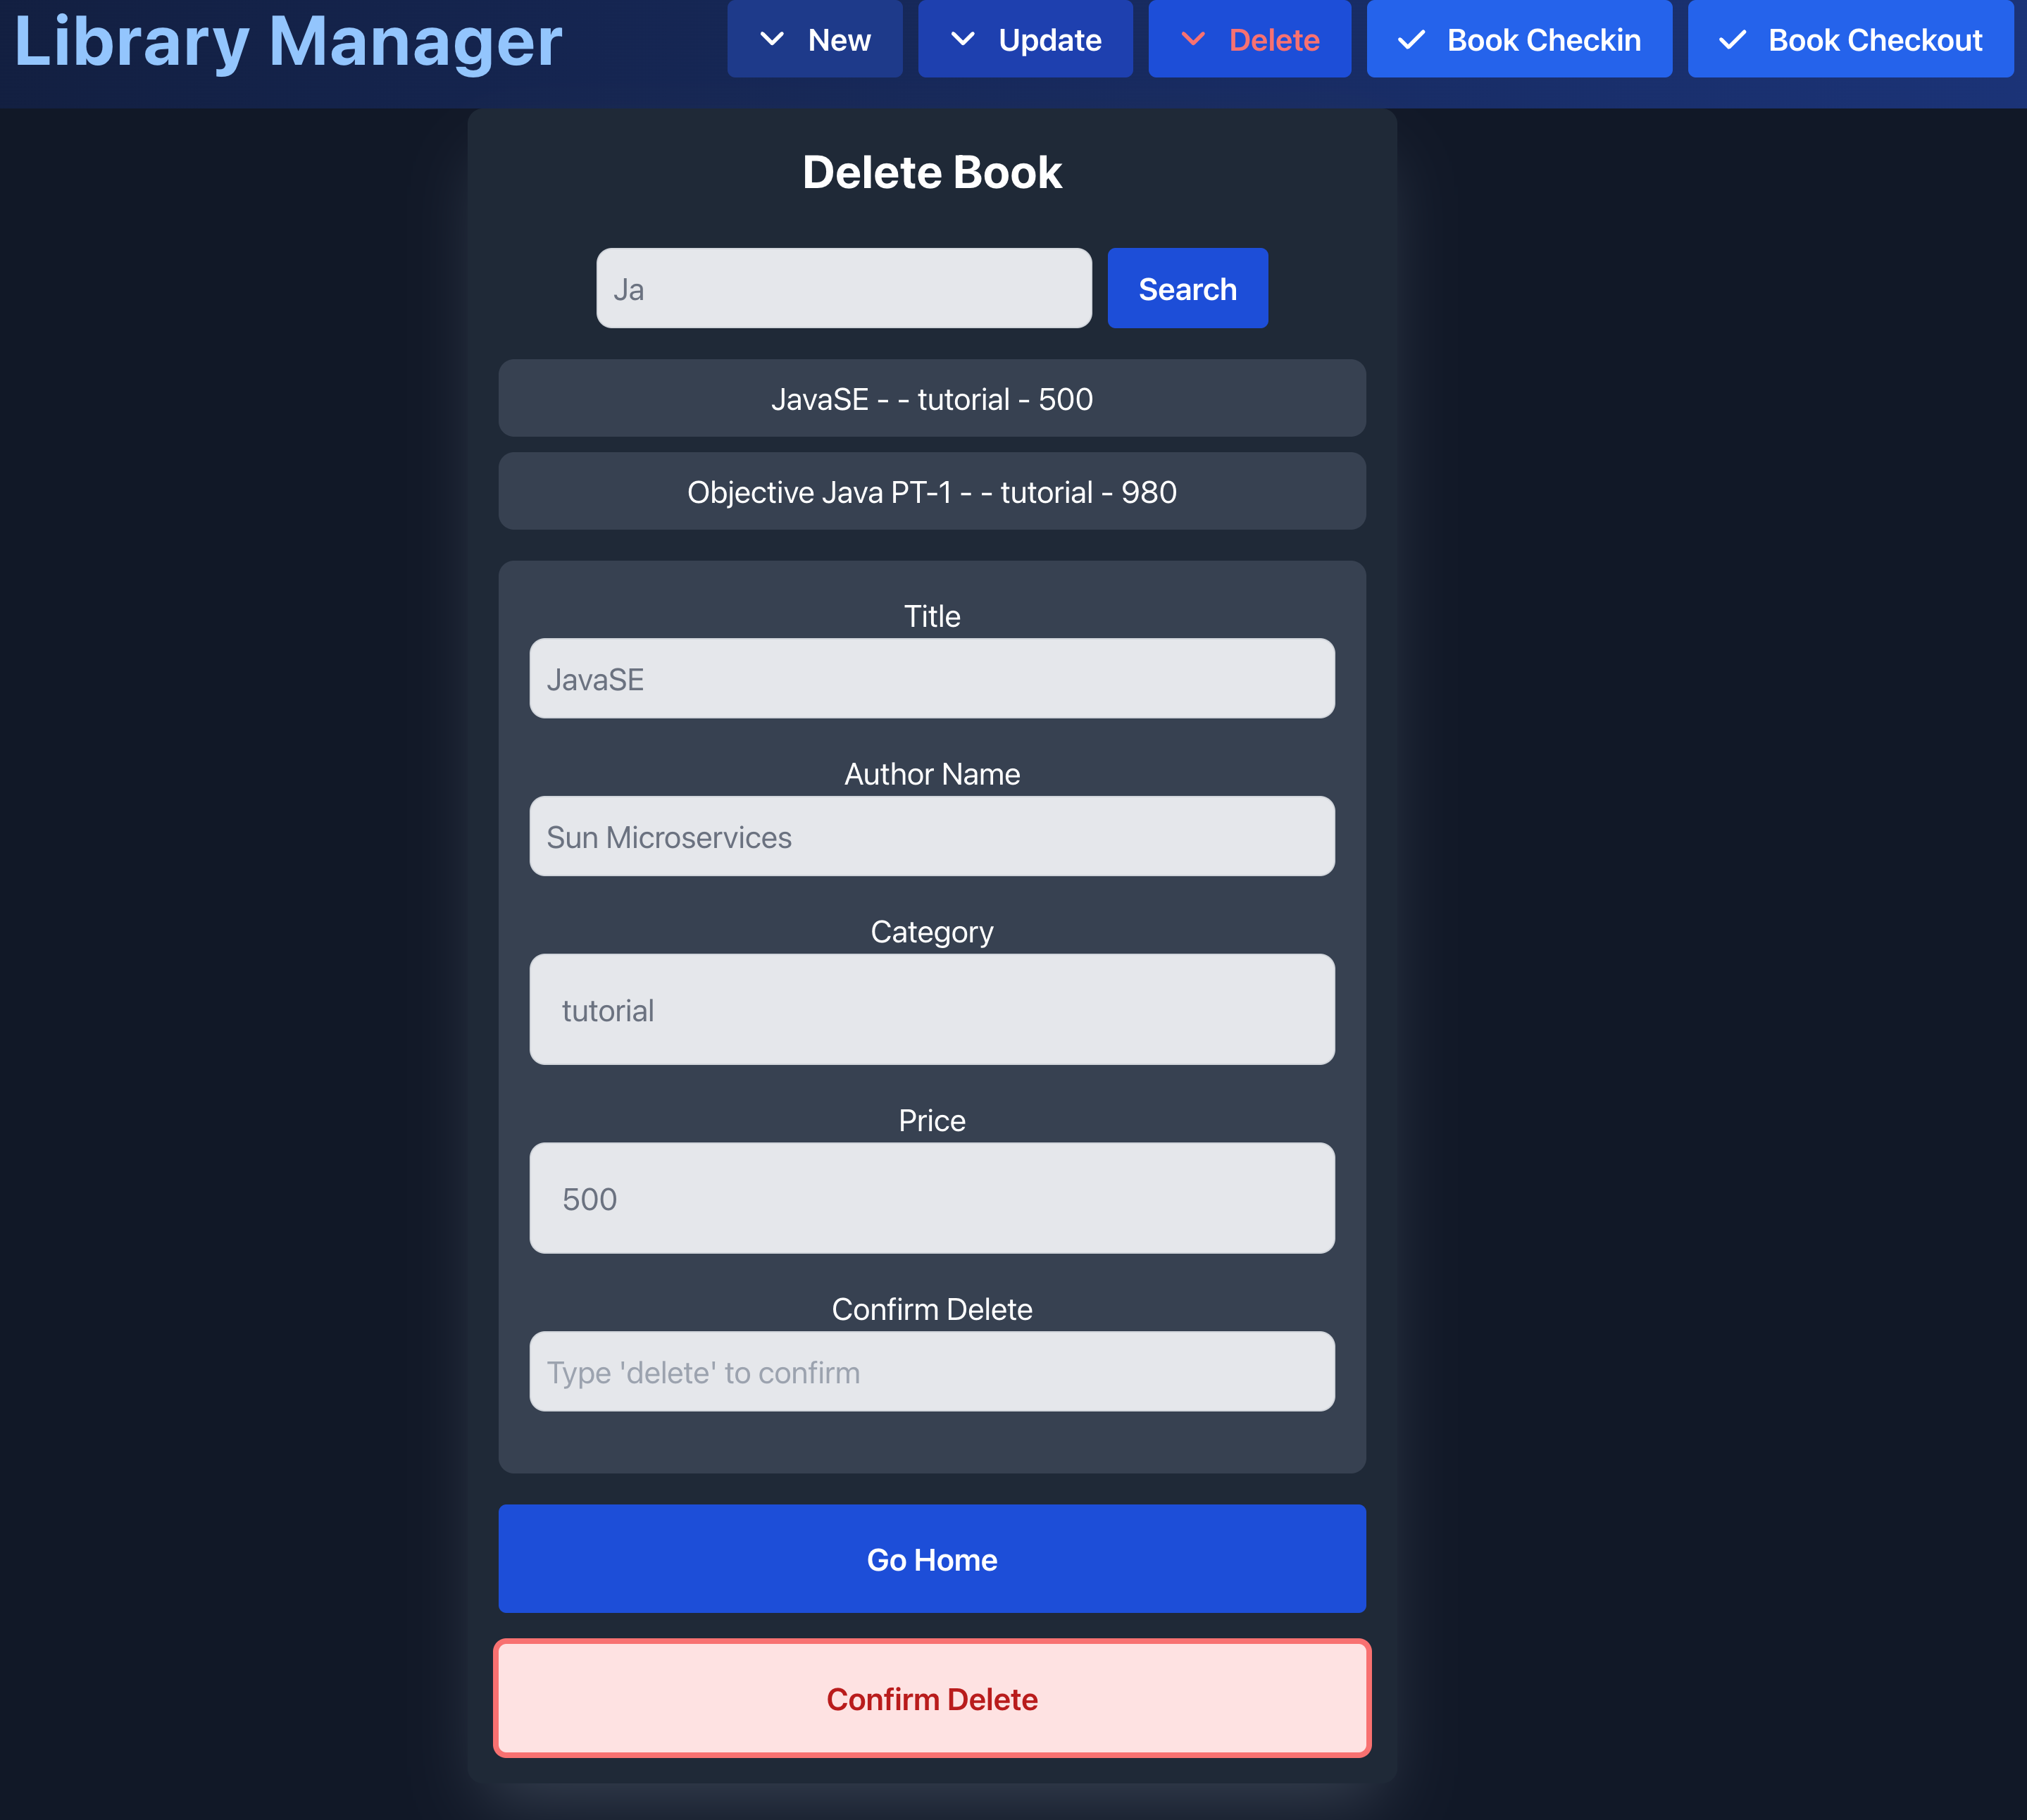 Library Manager
New
Update
Delete
Book Checkin
Book Checkout
Delete Book
Ja
Search
JavaSE - - tutorial - 500
Objective Java PT-1 - - tutorial - 980
Title
JavaSE
Author Name
Sun Microservices
Category
tutorial
Price
500
Confirm Delete
Type 'delete' to confirm
Go Home
Confirm Delete